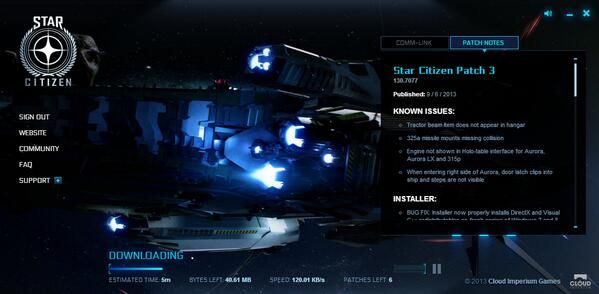 STAR
CITIZEN
COMM-LINK
PATCH NOTES
Star Citizen Patch 3
130.7077
Published: 9 / 6 / 2013
KNOWN ISSUES:
Tractor beam item does not appear in hangar
325a missile mounts missing collision
Engine not shown in Holo-table interface for Aurora,
Aurora LX and 315p
When entering right side of Aurora, door latch clips into
ship and steps are not visible
INSTALLER:
BUG FIX: Installer now properly installs DirectX and Visual
SIGN OUT
WEBSITE
COMMUNITY
FAQ
SUPPORT +
DOWNLOADING
ESTIMATED TIME: 5m
BYTES LEFT: 40.61 MB
SPEED: 120.01 KB/s
PATCHES LEFT: 6
© 2013 Cloud Imperium Games
CLOUD